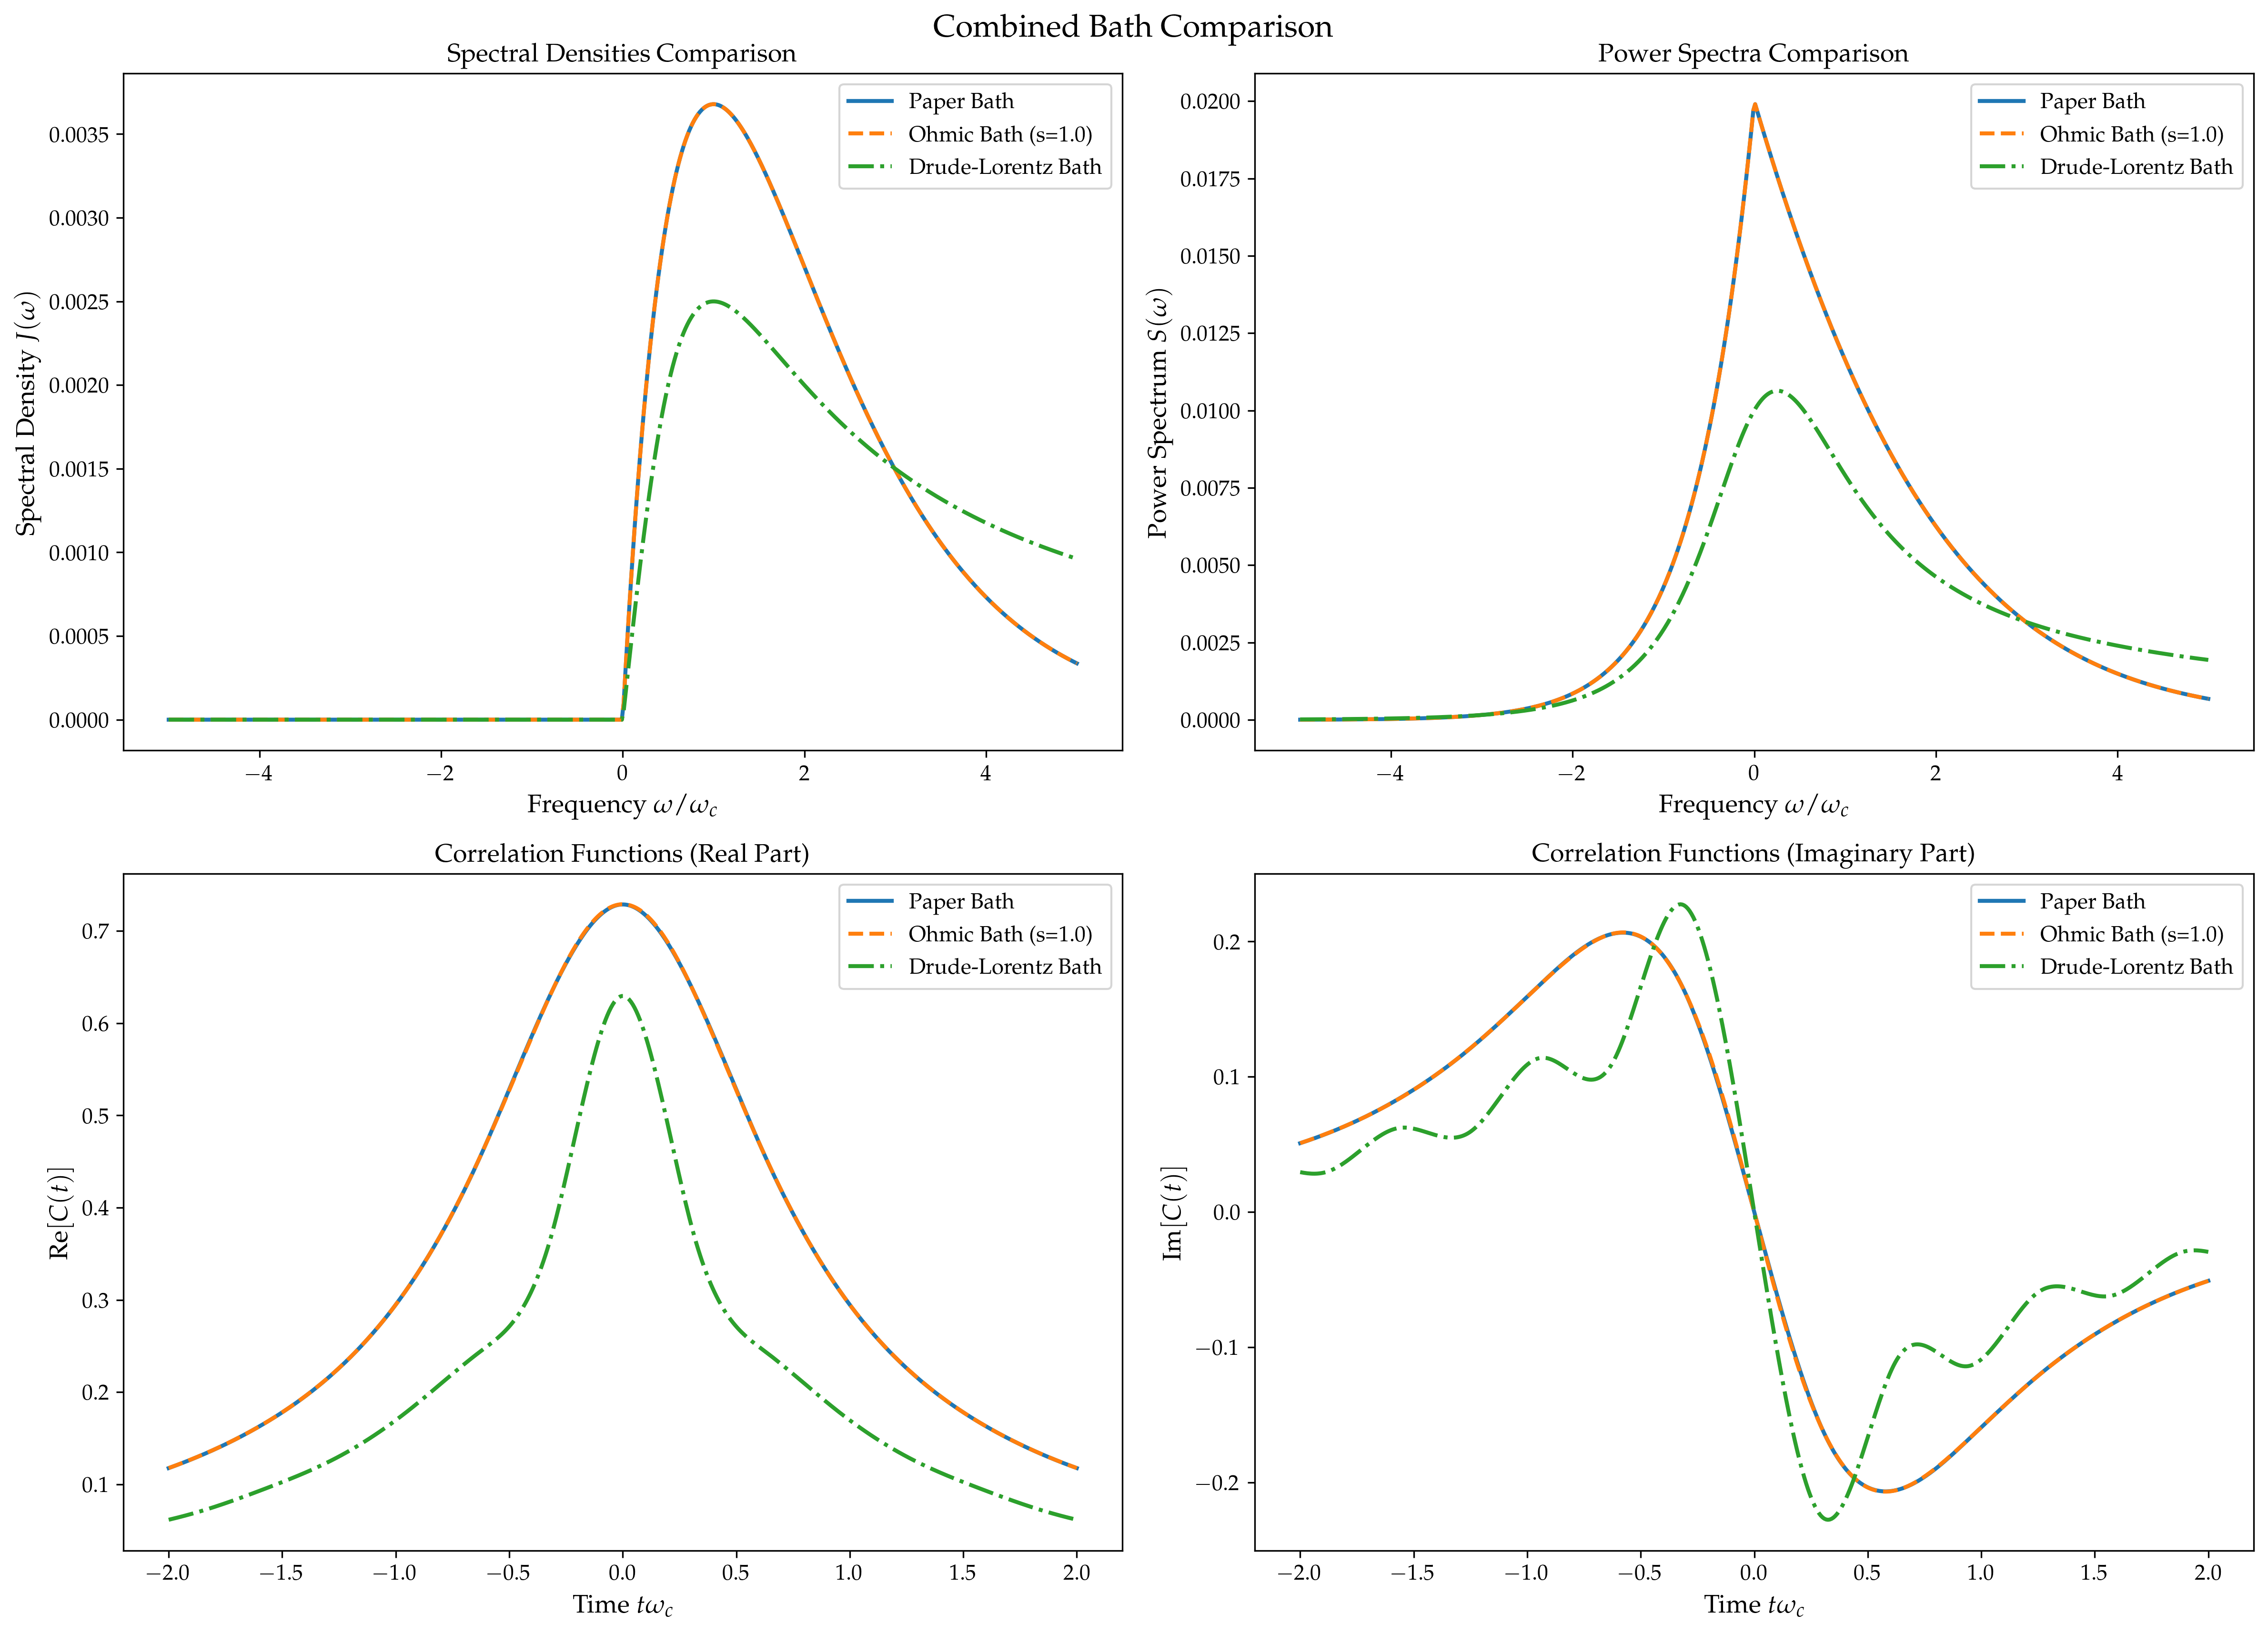 Combined Bath Comparison
Spectral Densities Comparison
Spectral Density J(ω)
0.0035
0.0030
0.0025
0.0020
0.0015
0.0010
0.0005
0.0000
−4 −2 0 2 4
Frequency ω/ω_c
Paper Bath
Ohmic Bath (s=1.0)
Drude-Lorentz Bath
Power Spectra Comparison
Power Spectrum S(ω)
0.0200
0.0175
0.0150
0.0125
0.0100
0.0075
0.0050
0.0025
0.0000
−4 −2 0 2 4
Frequency ω/ω_c
Paper Bath
Ohmic Bath (s=1.0)
Drude-Lorentz Bath
Correlation Functions (Real Part)
Re[C(t)]
0.7
0.6
0.5
0.4
0.3
0.2
0.1
−2.0 −1.5 −1.0 −0.5 0.0 0.5 1.0 1.5 2.0
Time tω_c
Paper Bath
Ohmic Bath (s=1.0)
Drude-Lorentz Bath
Correlation Functions (Imaginary Part)
Im[C(t)]
0.2
0.1
0.0
−0.1
−0.2
−2.0 −1.5 −1.0 −0.5 0.0 0.5 1.0 1.5 2.0
Time tω_c
Paper Bath
Ohmic Bath (s=1.0)
Drude-Lorentz Bath